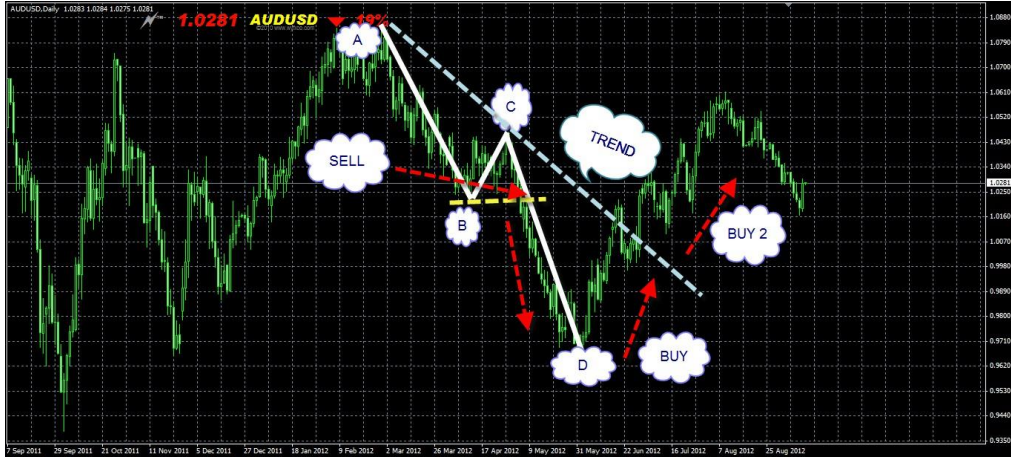 AUDUSD.Daily 1.0283 1.0284 1.0275 1.0281
1.0281 AUDUSD 19%
A
C
TREND
SELL
B
BUY 2
BUY
D
1.0880
1.0790
1.0700
1.0610
1.0520
1.0430
1.0340
1.0281
1.0250
1.0160
1.0070
0.9980
0.9890
0.9800
0.9710
0.9620
0.9530
0.9440
0.9350
7 Sep 2011 29 Sep 2011 21 Oct 2011 11 Nov 2011 5 Dec 2011 27 Dec 2011 18 Jan 2012 9 Feb 2012 2 Mar 2012 26 Mar 2012 17 Apr 2012 9 May 2012 31 May 2012 22 Jun 2012 16 Jul 2012 7 Aug 2012 25 Aug 2012